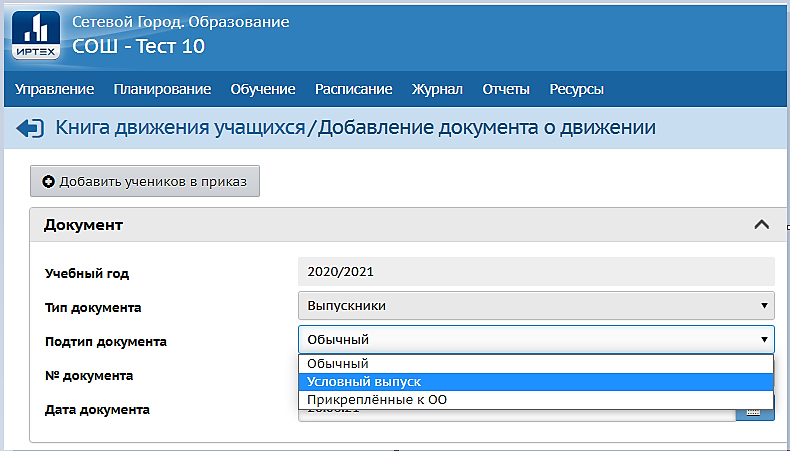 Сетевой Город. Образование
ИРТЕХ
СОШ - Тест 10
Управление Планирование Обучение Расписание Журнал Отчеты Ресурсы
Книга движения учащихся/Добавление документа о движении
Добавить учеников в приказ
Документ
Учебный год 2020/2021
Тип документа Выпускники
Подтип документа Обычный
Обычный
№ документа
Условный выпуск
Прикреплённые к ОО
Дата документа